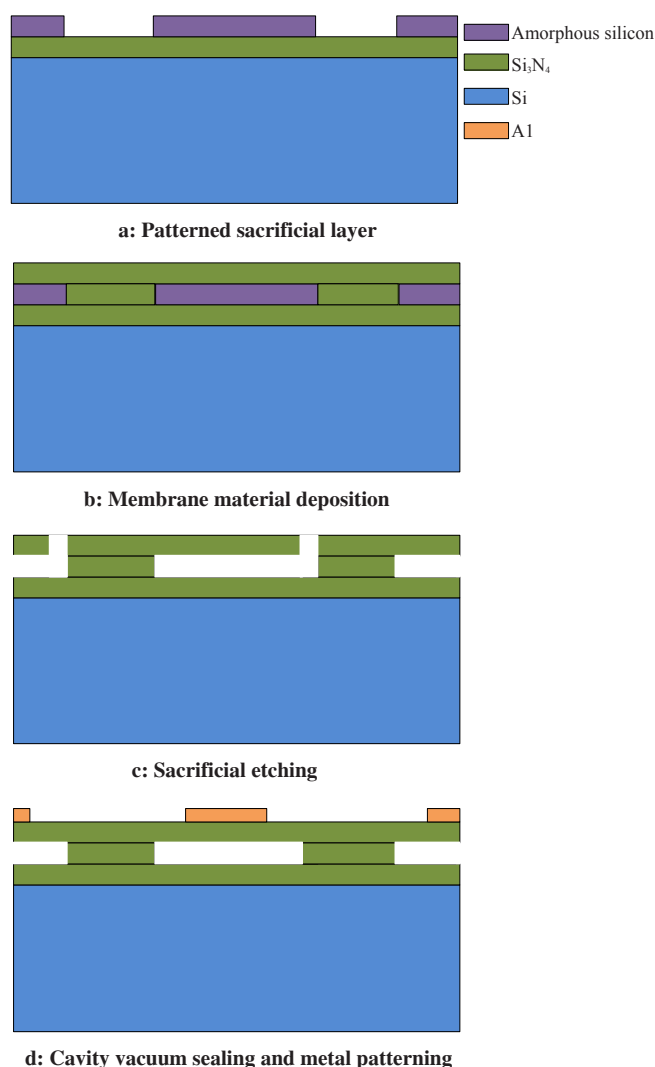 Amorphous silicon
Si₃N₄
Si
A1
a: Patterned sacrificial layer
b: Membrane material deposition
c: Sacrificial etching
d: Cavity vacuum sealing and metal patterning